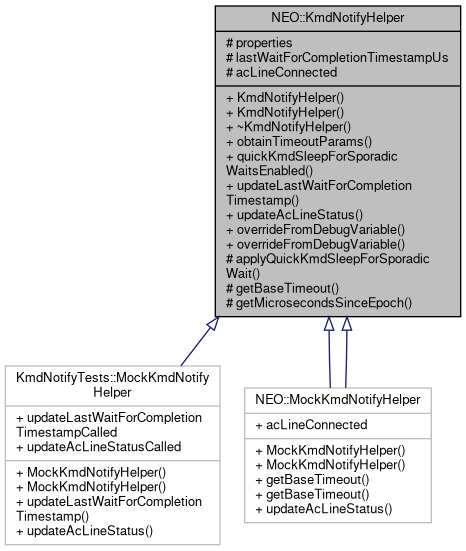 NEO::KmdNotifyHelper
# properties
# lastWaitForCompletionTimestampUs
# acLineConnected
+ KmdNotifyHelper()
+ KmdNotifyHelper()
+ ~KmdNotifyHelper()
+ obtainTimeoutParams()
+ quickKmdSleepForSporadic
WaitsEnabled()
+ updateLastWaitForCompletion
Timestamp()
+ updateAcLineStatus()
+ overrideFromDebugVariable()
+ overrideFromDebugVariable()
# applyQuickKmdSleepForSporadic
Wait()
# getBaseTimeout()
# getMicrosecondsSinceEpoch()
KmdNotifyTests::MockKmdNotify
Helper
+ updateLastWaitForCompletion
TimestampCalled
+ updateAcLineStatusCalled
+ MockKmdNotifyHelper()
+ MockKmdNotifyHelper()
+ updateLastWaitForCompletion
Timestamp()
+ updateAcLineStatus()
NEO::MockKmdNotifyHelper
+ acLineConnected
+ MockKmdNotifyHelper()
+ MockKmdNotifyHelper()
+ getBaseTimeout()
+ getBaseTimeout()
+ updateAcLineStatus()